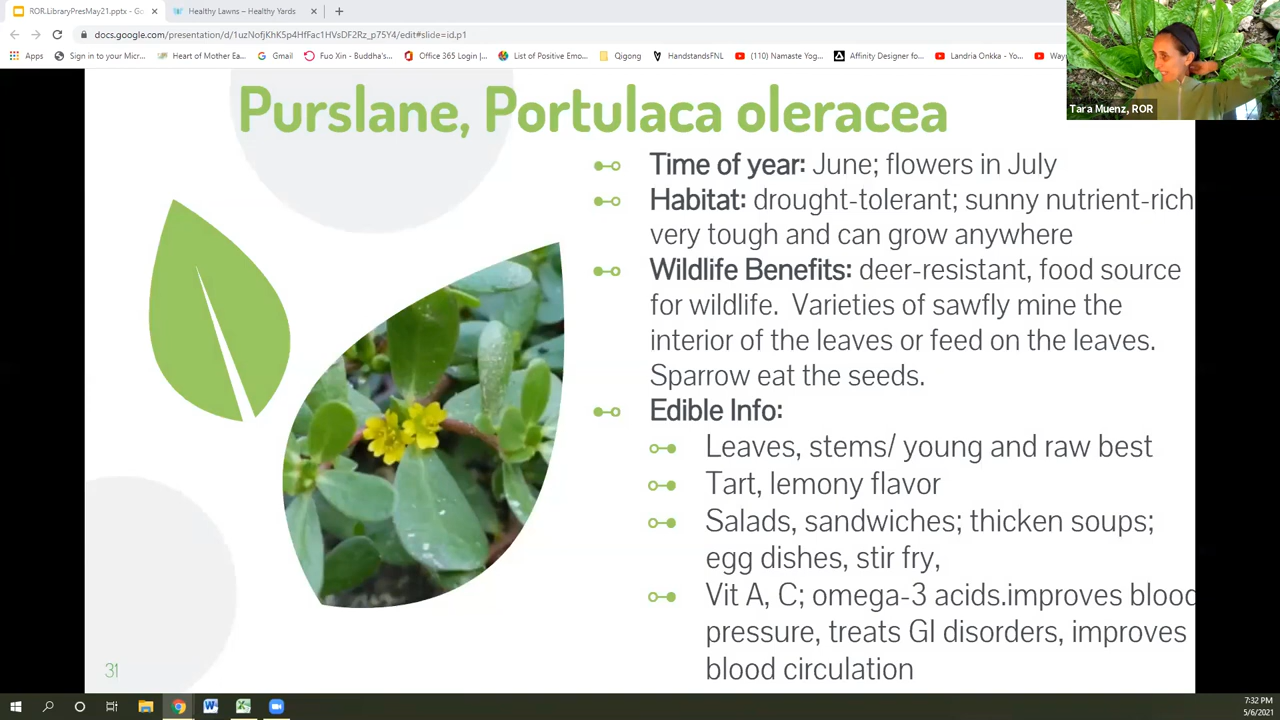 ROR.LibraryPresMay21.pptx - Go
Healthy Lawns – Healthy Yards
docs.google.com/presentation/d/1uzNofjKhK5p4HfFac1HVsDF2Rz_p75Y4/edit#slide=id.p1
Apps
Sign in to your Micr...
Heart of Mother Ea...
Gmail
Fuo Xin - Buddha's...
Office 365 Login |...
List of Positive Emo...
Qigong
HandstandsFNL
(110) Namaste Yog...
Affinity Designer fo...
Landria Onkka - Yo...
Way
Tara Muenz, ROR
Purslane, Portulaca oleracea
Time of year: June; flowers in July
Habitat: drought-tolerant; sunny nutrient-rich
very tough and can grow anywhere
Wildlife Benefits: deer-resistant, food source
for wildlife. Varieties of sawfly mine the
interior of the leaves or feed on the leaves.
Sparrow eat the seeds.
Edible Info:
Leaves, stems/ young and raw best
Tart, lemony flavor
Salads, sandwiches; thicken soups;
egg dishes, stir fry,
Vit A, C; omega-3 acids.improves blood
pressure, treats GI disorders, improves
blood circulation
31
7:32 PM
5/6/2021